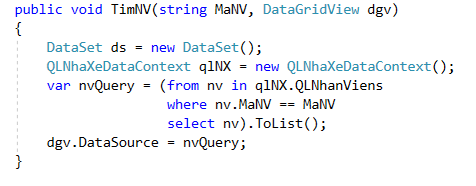 public void TimNV(string MaNV, DataGridView dgv)
{
    DataSet ds = new DataSet();
    QLNhaXeDataContext qlNX = new QLNhaXeDataContext();
    var nvQuery = (from nv in qlNX.QLNhanViens
                   where nv.MaNV == MaNV
                   select nv).ToList();
    dgv.DataSource = nvQuery;
}